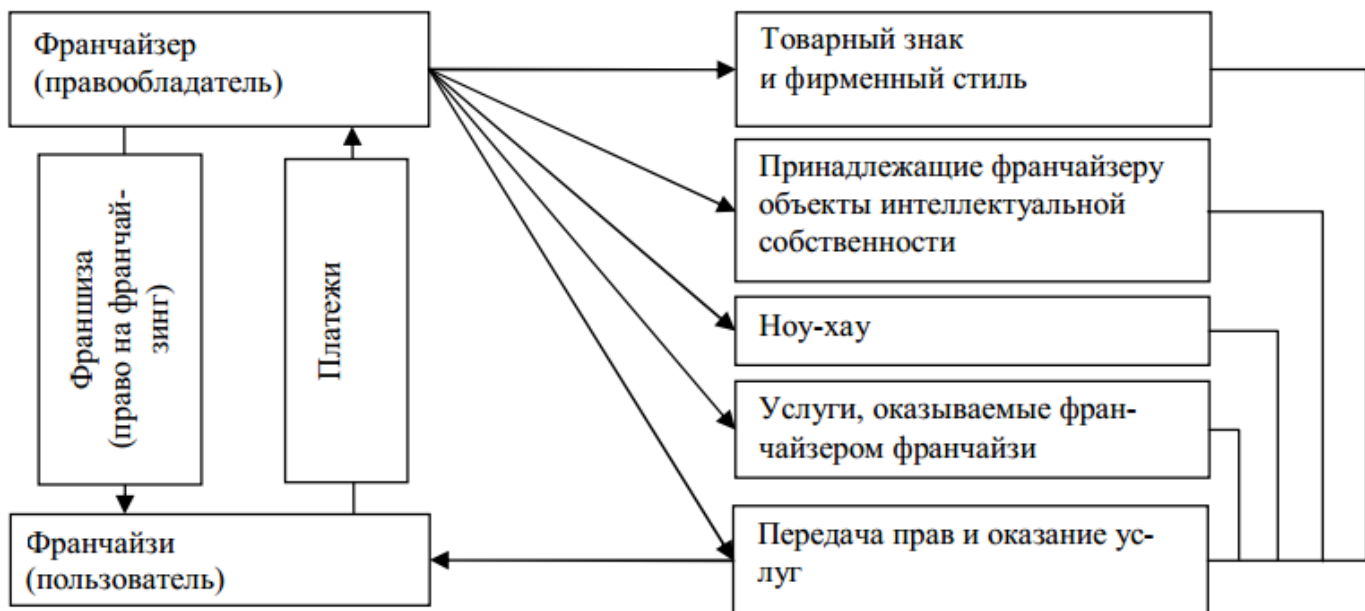 Франчайзер
(правообладатель)
Товарный знак
и фирменный стиль
Принадлежащие франчайзеру
объекты интеллектуальной
собственности
Франшиза
(право на франчай-
зинг)
Платежи
Ноу-хау
Услуги, оказываемые фран-
чайзером франчайзи
Франчайзи
(пользователь)
Передача прав и оказание ус-
луг